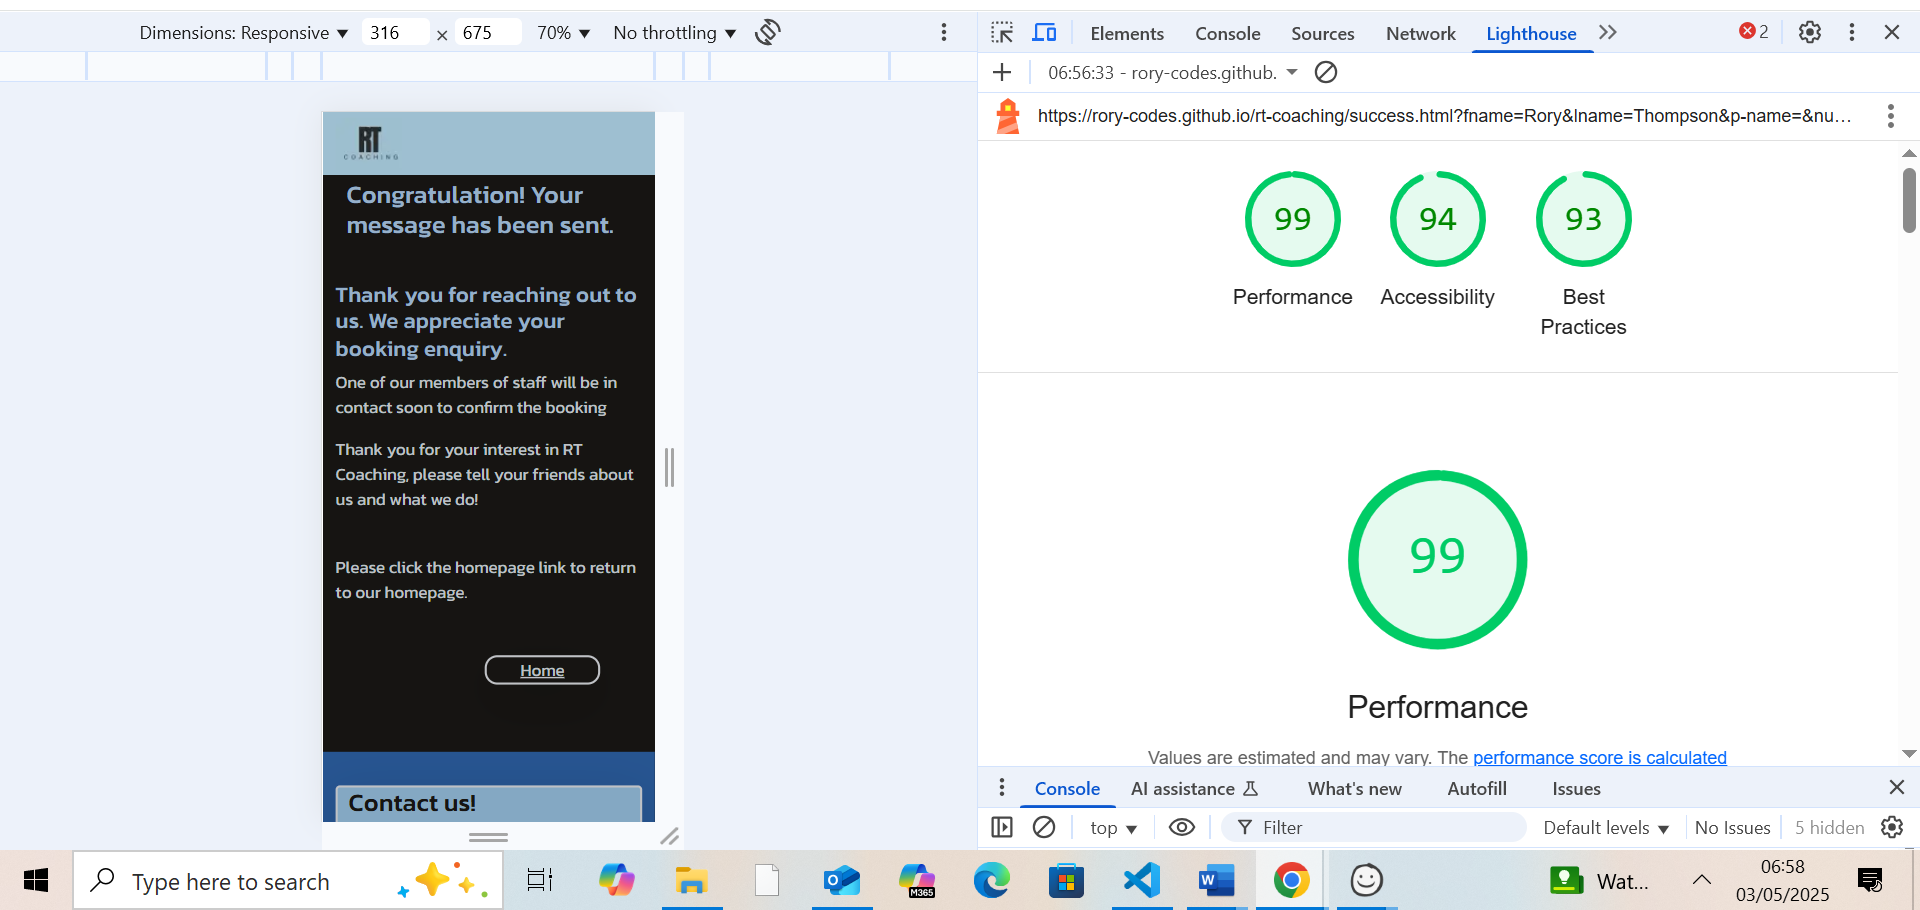 Dimensions: Responsive 316 × 675 70% No throttling
Elements Console Sources Network Lighthouse 2
06:56:33 - rory-codes.github.
https://rory-codes.github.io/rt-coaching/success.html?fname=Rory&lname=Thompson&p-name=&nu…
RT
COACHING
Congratulation! Your
message has been sent.
Thank you for reaching out to
us. We appreciate your
booking enquiry.
One of our members of staff will be in
contact soon to confirm the booking
Thank you for your interest in RT
Coaching, please tell your friends about
us and what we do!
Please click the homepage link to return
to our homepage.
Home
Contact us!
99 94 93
Performance Accessibility Best
Practices
99
Performance
Values are estimated and may vary. The performance score is calculated
Console AI assistance What's new Autofill Issues
top Filter Default levels No Issues 5 hidden
Type here to search
M365
Wat...
06:58
03/05/2025